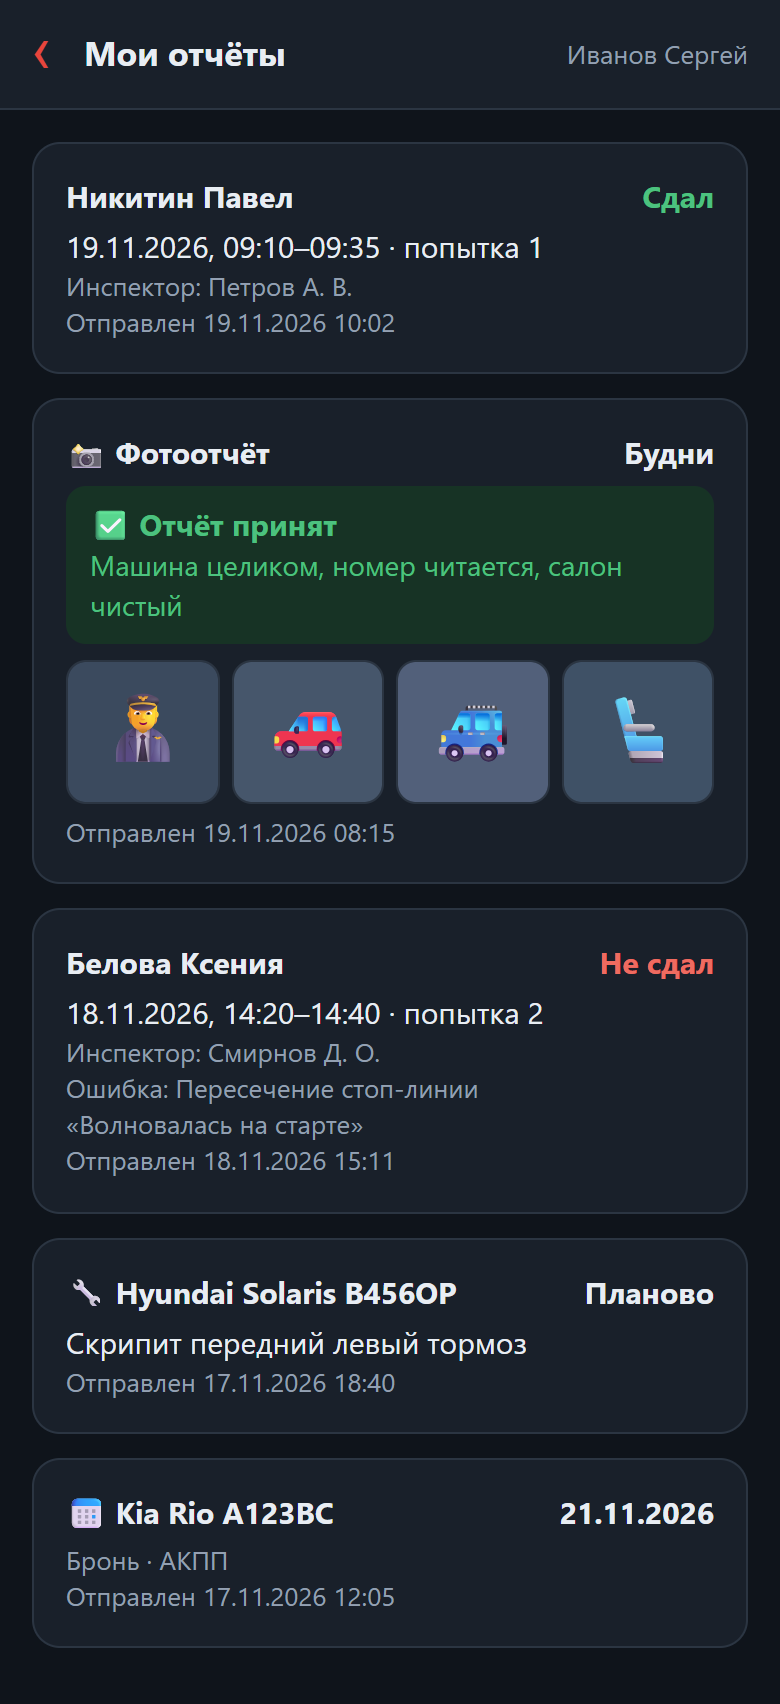 Мои отчёты
Иванов Сергей
Никитин Павел
Сдал
19.11.2026, 09:10–09:35 · попытка 1
Инспектор: Петров А. В.
Отправлен 19.11.2026 10:02
Фотоотчёт
Будни
Отчёт принят
Машина целиком, номер читается, салон
чистый
Отправлен 19.11.2026 08:15
Белова Ксения
Не сдал
18.11.2026, 14:20–14:40 · попытка 2
Инспектор: Смирнов Д. О.
Ошибка: Пересечение стоп-линии
«Волновалась на старте»
Отправлен 18.11.2026 15:11
Hyundai Solaris В456ОР
Планово
Скрипит передний левый тормоз
Отправлен 17.11.2026 18:40
Kia Rio А123ВС
21.11.2026
Бронь · АКПП
Отправлен 17.11.2026 12:05